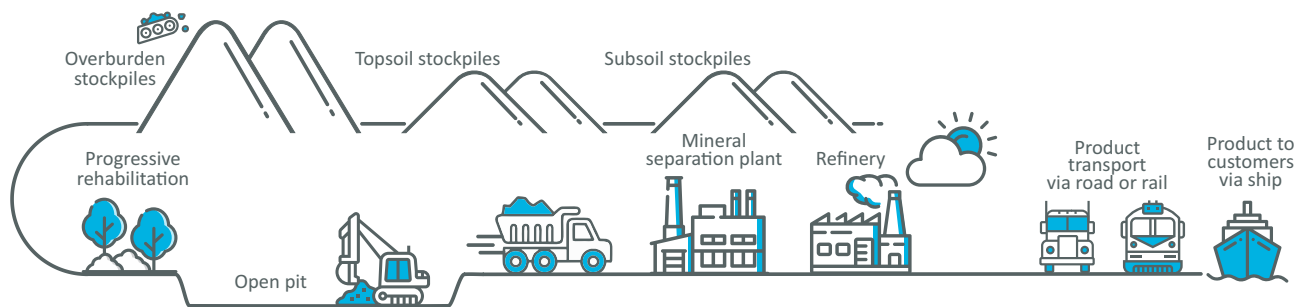 Overburden
stockpiles
Topsoil stockpiles
Subsoil stockpiles
Progressive
rehabilitation
Mineral
separation plant
Refinery
Product
transport
via road or rail
Product to
customers
via ship
Open pit